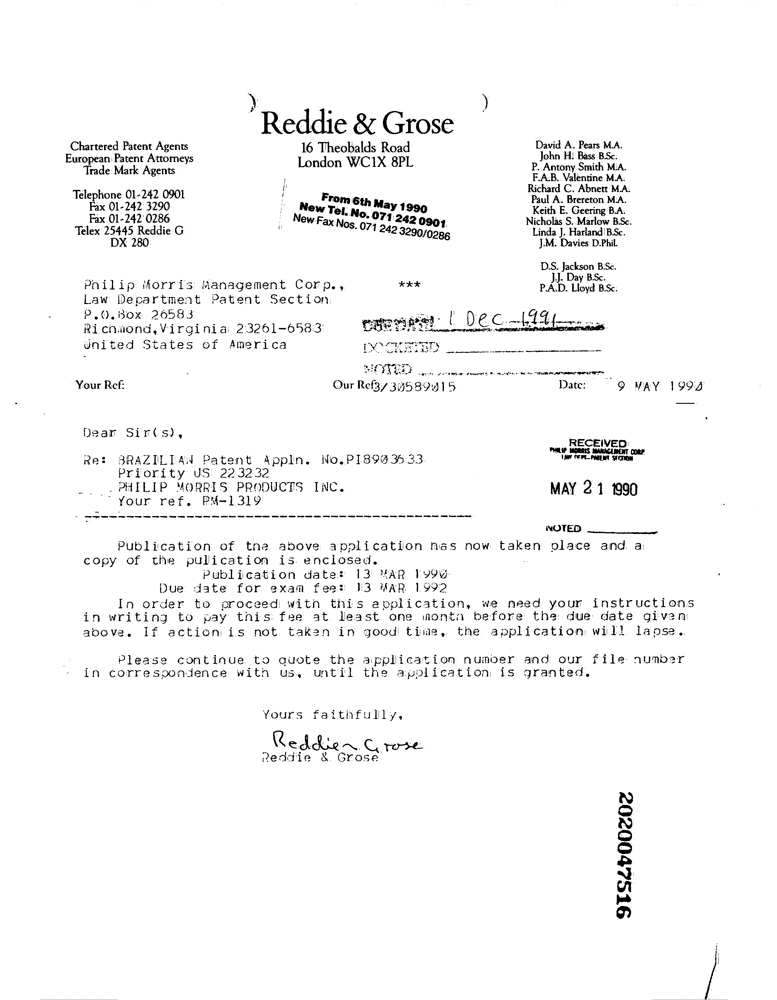 Reddie & Grose
16 Theobalds Road
London WC1X 8PL
Chartered Patent Agents
European Patent Attorneys
Trade Mark Agents
Telephone 01-242 0901
Fax 01-242 3290
Fax 01-242 0286
Telex 25445 Reddie G
DX 280
From 6th May 1990
New Tel. No. 071 242 0901
New Fax Nos. 071 242 3290/0286
David A. Pears M.A.
John H. Bass B.Sc.
P. Antony Smith M.A.
F.A.B. Valentine M.A.
Richard C. Abnett M.A.
Paul A. Brereton M.A.
Keith E. Geering B.A.
Nicholas S. Marlow B.Sc.
Linda J. Harland B.Sc.
J.M. Davies D.Phil.
D.S. Jackson B.Sc.
J.J. Day B.Sc.
P.A.D. Lloyd B.Sc.
Philip Morris Management Corp., ***
Law Department Patent Section
P.O.Box 26583
Richmond,Virginia 23261-6583
United States of America
DUE DATE: 1 Dec 1991
DOCKETED
NOTED
Your Ref: Our Ref: 3/30589015 Date: 9 MAY 1990
Dear Sir(s),
RECEIVED
PHILIP MORRIS MANAGEMENT CORP
LAW DEPT.-PATENT SECTION
MAY 21 1990
NOTED
Re: BRAZILIAN Patent Appln. No.PI8903633
Priority US 223232
PHILIP MORRIS PRODUCTS INC.
Your ref. PM-1319
Publication of the above application has now taken place and a
copy of the pulication is enclosed.
Publication date: 13 MAR 1990
Due date for exam fee: 13 MAR 1992
In order to proceed with this application, we need your instructions
in writing to pay this fee at least one month before the due date given
above. If action is not taken in good time, the application will lapse.
Please continue to quote the application number and our file number
in correspondence with us, until the application is granted.
Yours faithfully,
Reddie & Grose
Reddie & Grose
2020047516